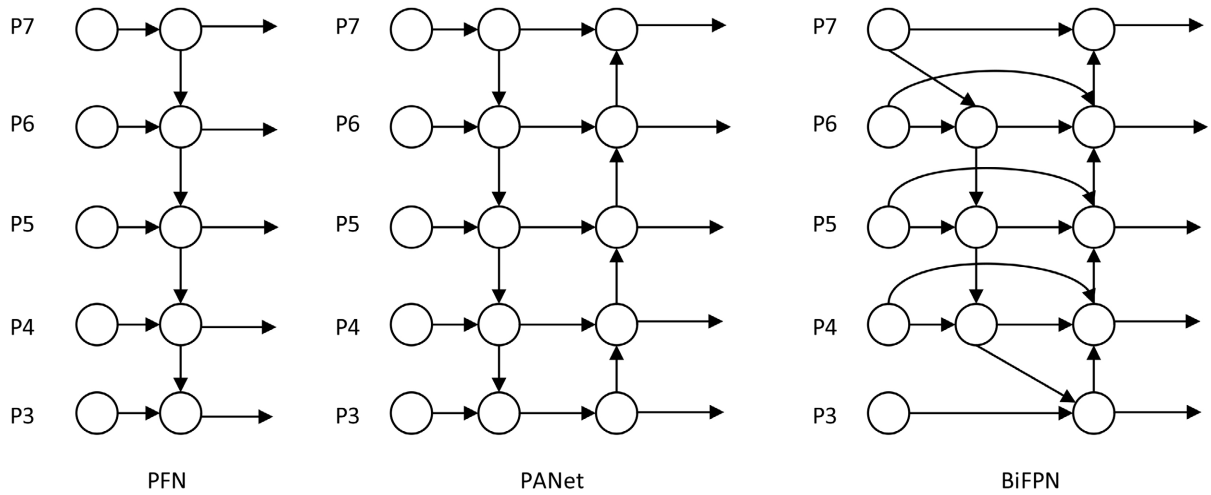 P7 P7 P7
P6 P6 P6
P5 P5 P5
P4 P4 P4
P3 P3 P3
PFN PANet BiFPN